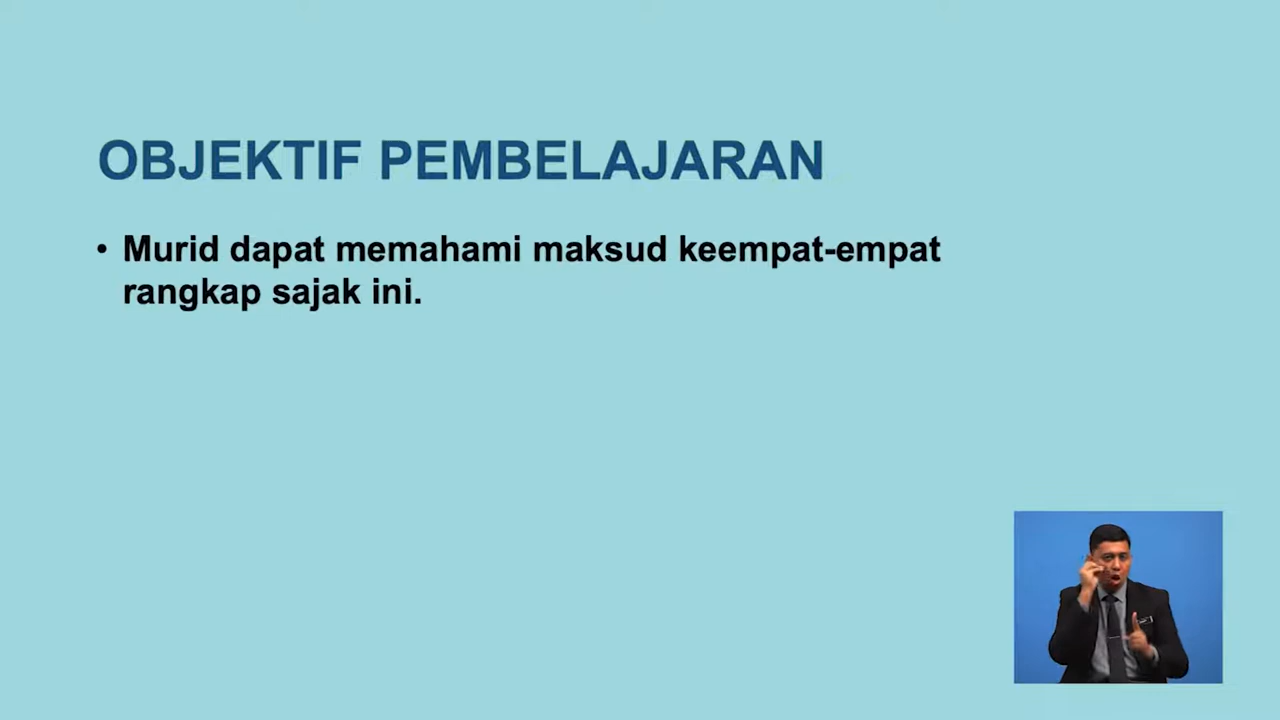 OBJEKTIF PEMBELAJARAN
• Murid dapat memahami maksud keempat-empat
rangkap sajak ini.